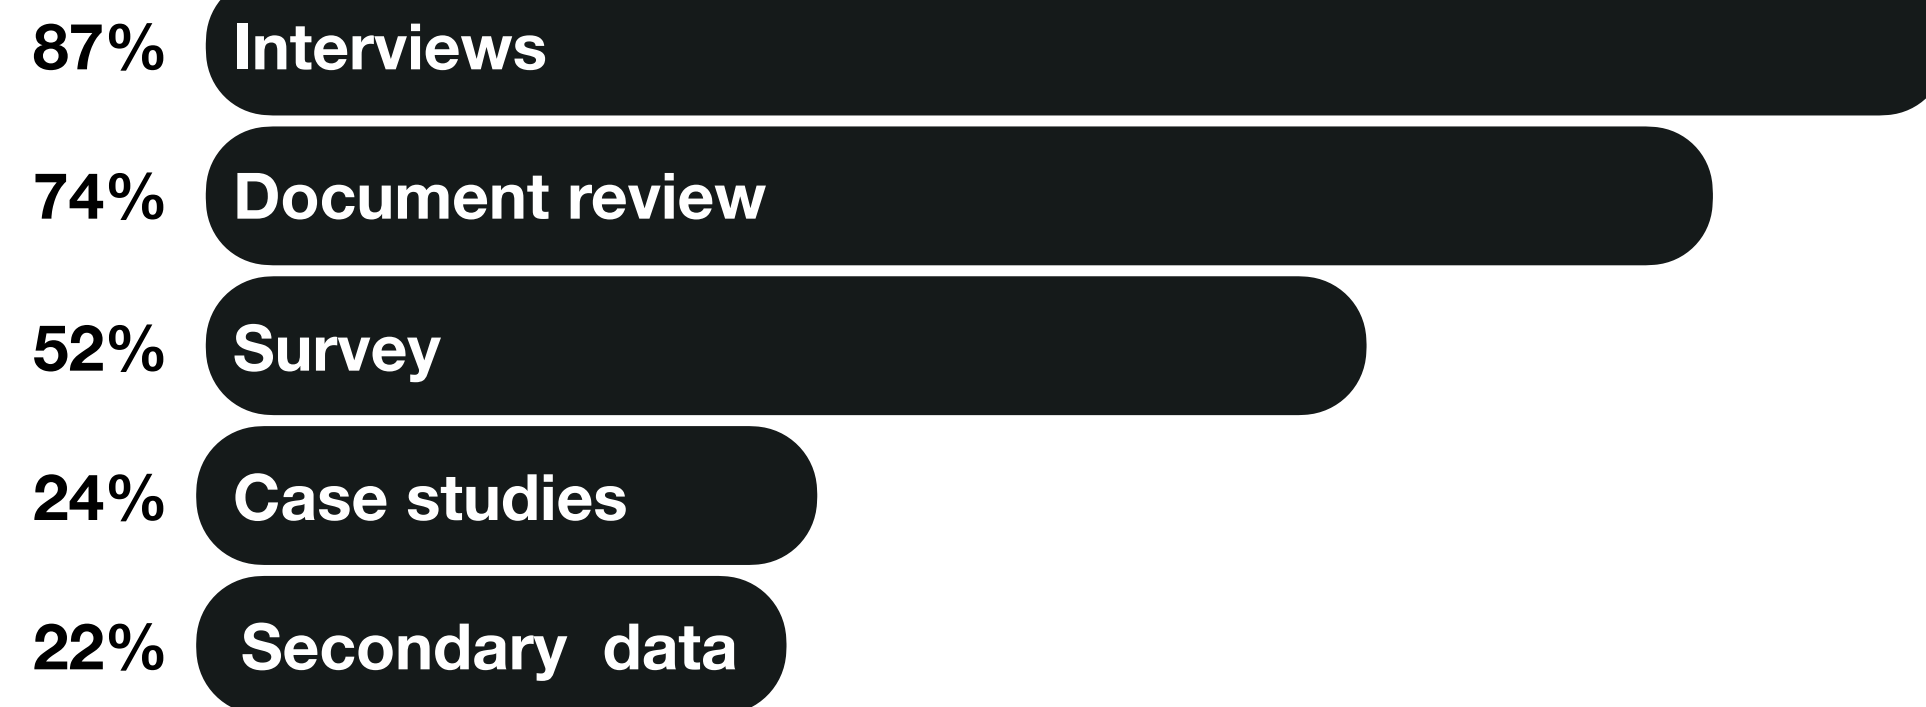 87% Interviews
74% Document review
52% Survey
24% Case studies
22% Secondary data